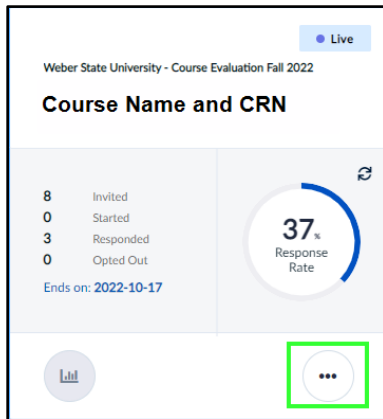 Live
Weber State University - Course Evaluation Fall 2022
Course Name and CRN
8 Invited
0 Started
3 Responded
0 Opted Out
Ends on: 2022-10-17
37%
Response
Rate